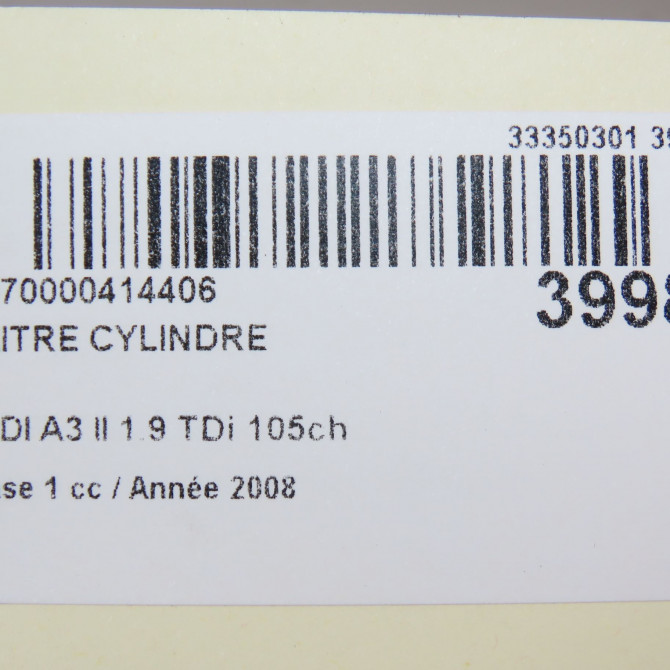 33350301 39
70000414406
3998
ITRE CYLINDRE
DI A3 II 1.9 TDi 105ch
se 1 cc / Année 2008